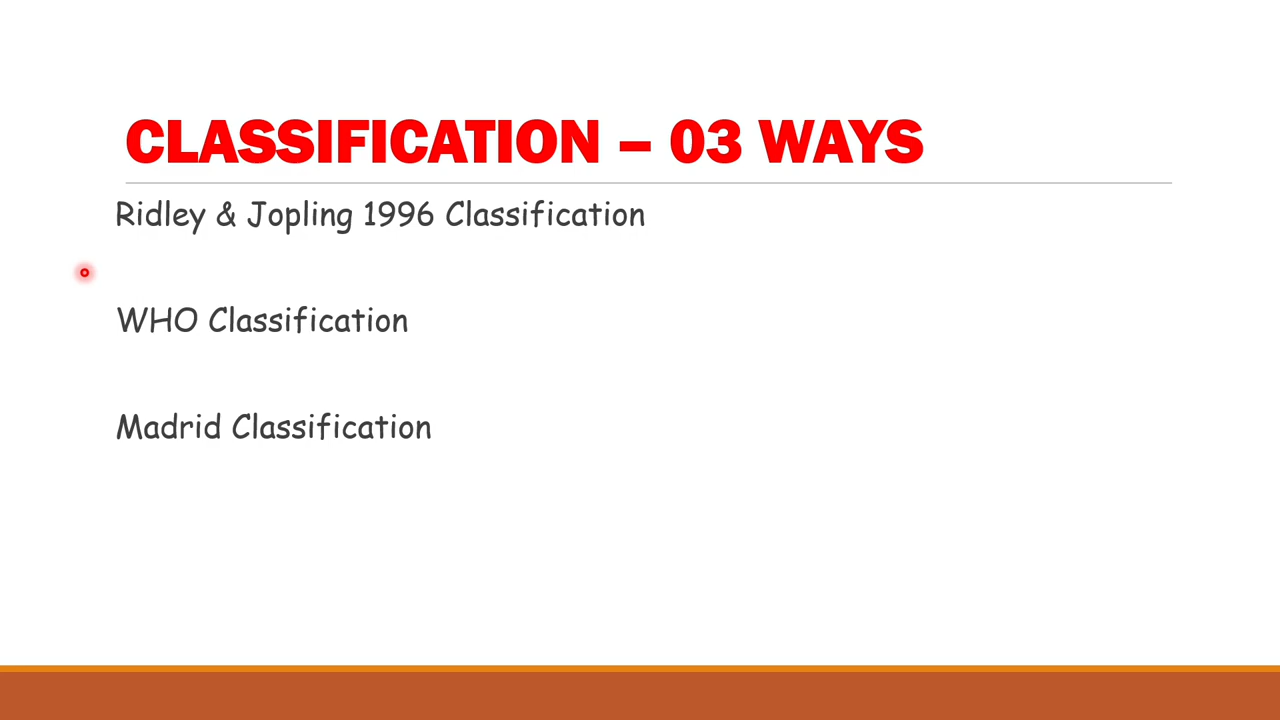 CLASSIFICATION – 03 WAYS
Ridley & Jopling 1996 Classification
WHO Classification
Madrid Classification